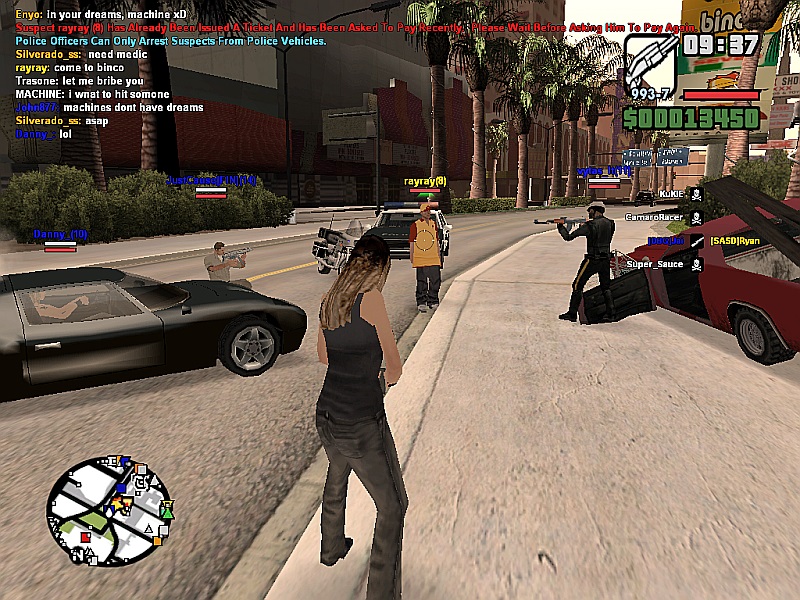 Enyo: in your dreams, machine xD
Suspect rayray (8) Has Already Been Issued A Ticket And Has Been Asked To Pay Recently. Please Wait Before Asking Him To Pay Again.
Police Officers Can Only Arrest Suspects From Police Vehicles.
Silverado_ss: need medic
rayray: come to binco
Trasone: let me bribe you
MACHINE: i wnat to hit somone
John877: machines dont have dreams
Silverado_ss: asap
Danny_: lol
binc
09:37
993-7
$00013450
rayray(8)
Danny_(10)
KuKiE
CamaroRacer
[SASD]Ryan
Super_Sauce